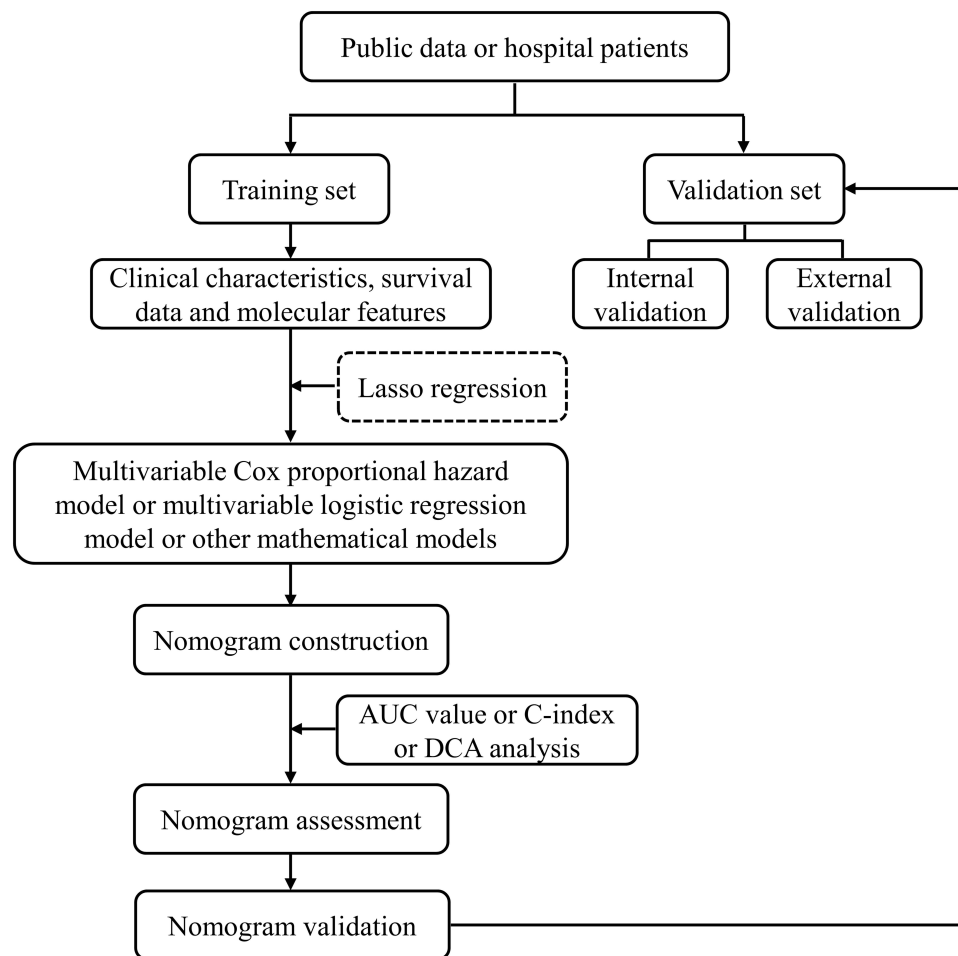 Public data or hospital patients
Training set
Validation set
Clinical characteristics, survival
data and molecular features
Internal
validation
External
validation
Lasso regression
Multivariable Cox proportional hazard
model or multivariable logistic regression
model or other mathematical models
Nomogram construction
AUC value or C-index
or DCA analysis
Nomogram assessment
Nomogram validation